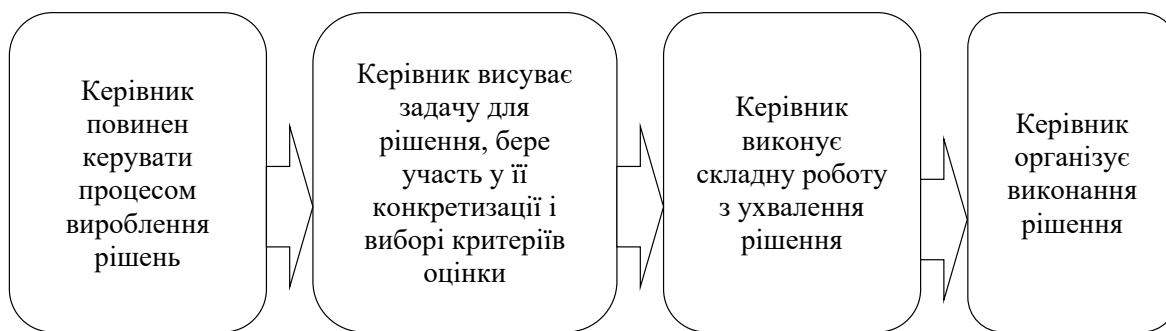 Керівник
повинен
керувати
процесом
вироблення
рішень
Керівник висуває
задачу для
рішення, бере
участь у її
конкретизації і
виборі критеріїв
оцінки
Керівник
виконує
складну роботу
з ухвалення
рішення
Керівник
організує
виконання
рішення